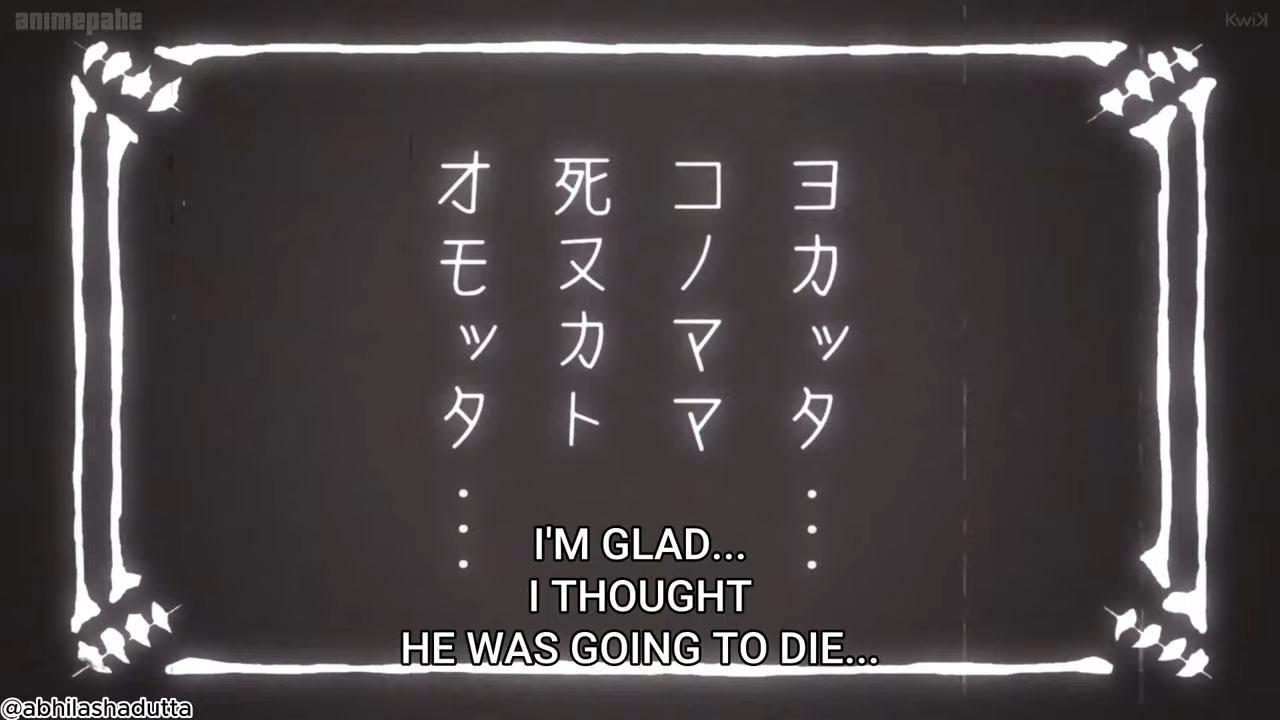 animepahe
Kwik
ヨカッタ…
コノママ
死ヌカト
オモッタ…
I'M GLAD...
I THOUGHT
HE WAS GOING TO DIE...
@abhilashadutta